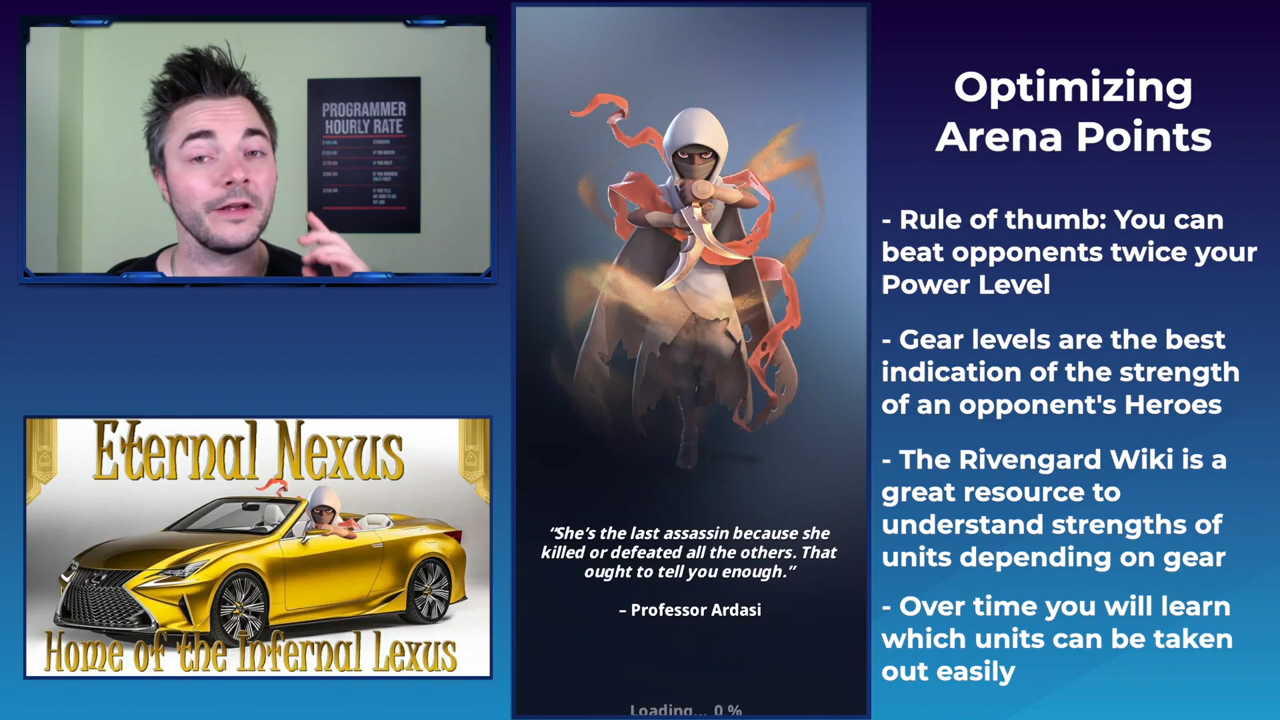 PROGRAMMER
HOURLY RATE
Eternal Nexus
Home of the Infernal Lexus
“She’s the last assassin because she
killed or defeated all the others. That
ought to tell you enough.”
– Professor Ardasi
Loading... 0 %
Optimizing
Arena Points
- Rule of thumb: You can
beat opponents twice your
Power Level
- Gear levels are the best
indication of the strength
of an opponent's Heroes
- The Rivengard Wiki is a
great resource to
understand strengths of
units depending on gear
- Over time you will learn
which units can be taken
out easily